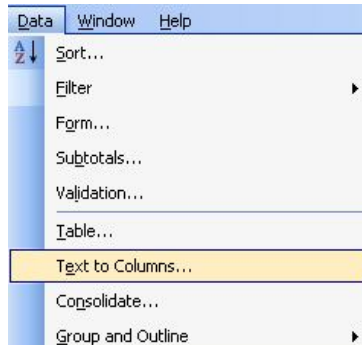 Data Window Help
A Z Sort...
Filter
Form...
Subtotals...
Validation...
Table...
Text to Columns...
Consolidate...
Group and Outline